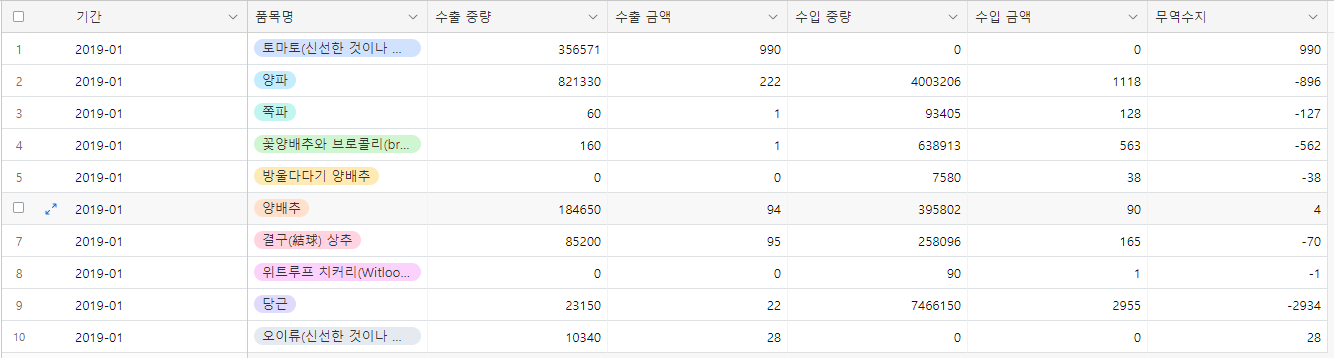 기간 품목명 수출 중량 수출 금액 수입 중량 수입 금액 무역수지
1 2019-01 토마토(신선한 것이나 ... 356571 990 0 0 990
2 2019-01 양파 821330 222 4003206 1118 -896
3 2019-01 쪽파 60 1 93405 128 -127
4 2019-01 꽃양배추와 브로콜리(br... 160 1 638913 563 -562
5 2019-01 방울다다기 양배추 0 0 7580 38 -38
2019-01 양배추 184650 94 395802 90 4
7 2019-01 결구(結球) 상추 85200 95 258096 165 -70
8 2019-01 위트루프 치커리(Witloo... 0 0 90 1 -1
9 2019-01 당근 23150 22 7466150 2955 -2934
10 2019-01 오이류(신선한 것이나 ... 10340 28 0 0 28